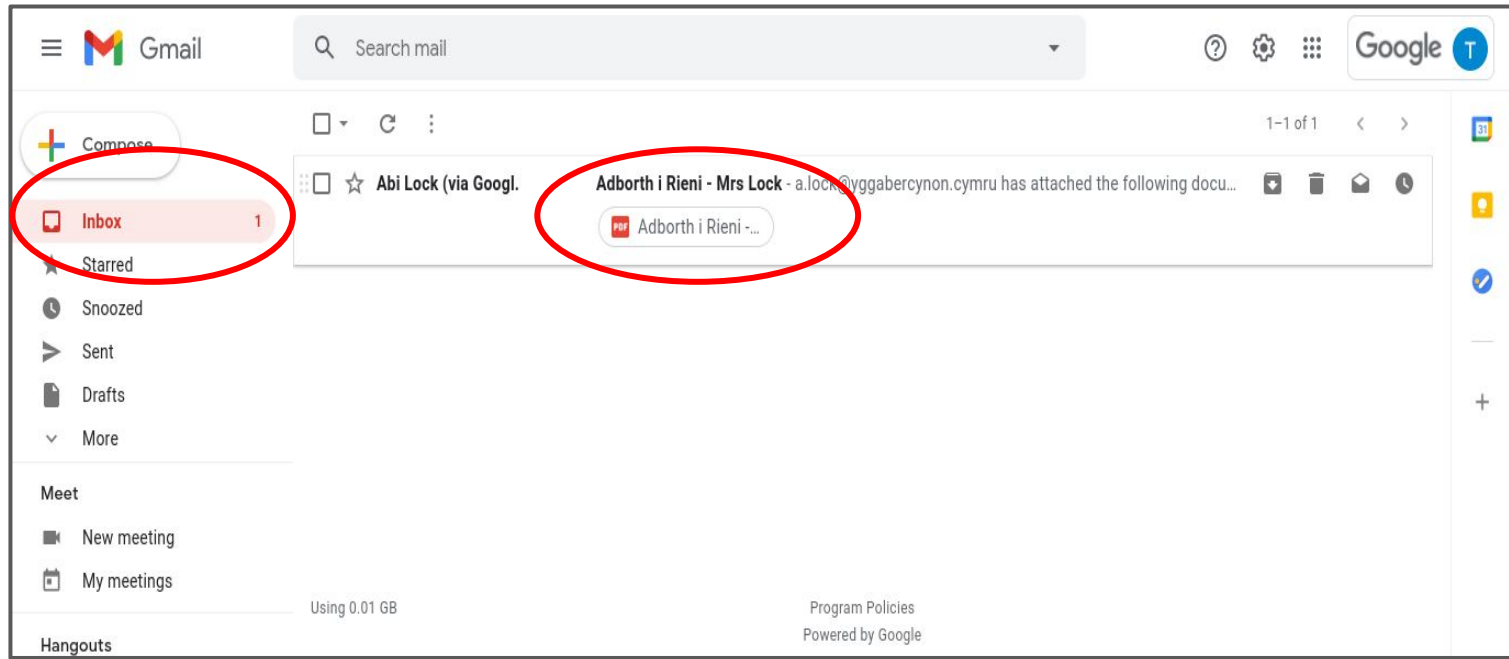 Gmail
Search mail
Google T
Compose
1–1 of 1
31
Abi Lock (via Googl. Adborth i Rieni - Mrs Lock - a.lock@yggabercynon.cymru has attached the following docu...
PDF Adborth i Rieni -...
Inbox 1
Starred
Snoozed
Sent
Drafts
More
Meet
New meeting
My meetings
Hangouts
Using 0.01 GB
Program Policies
Powered by Google